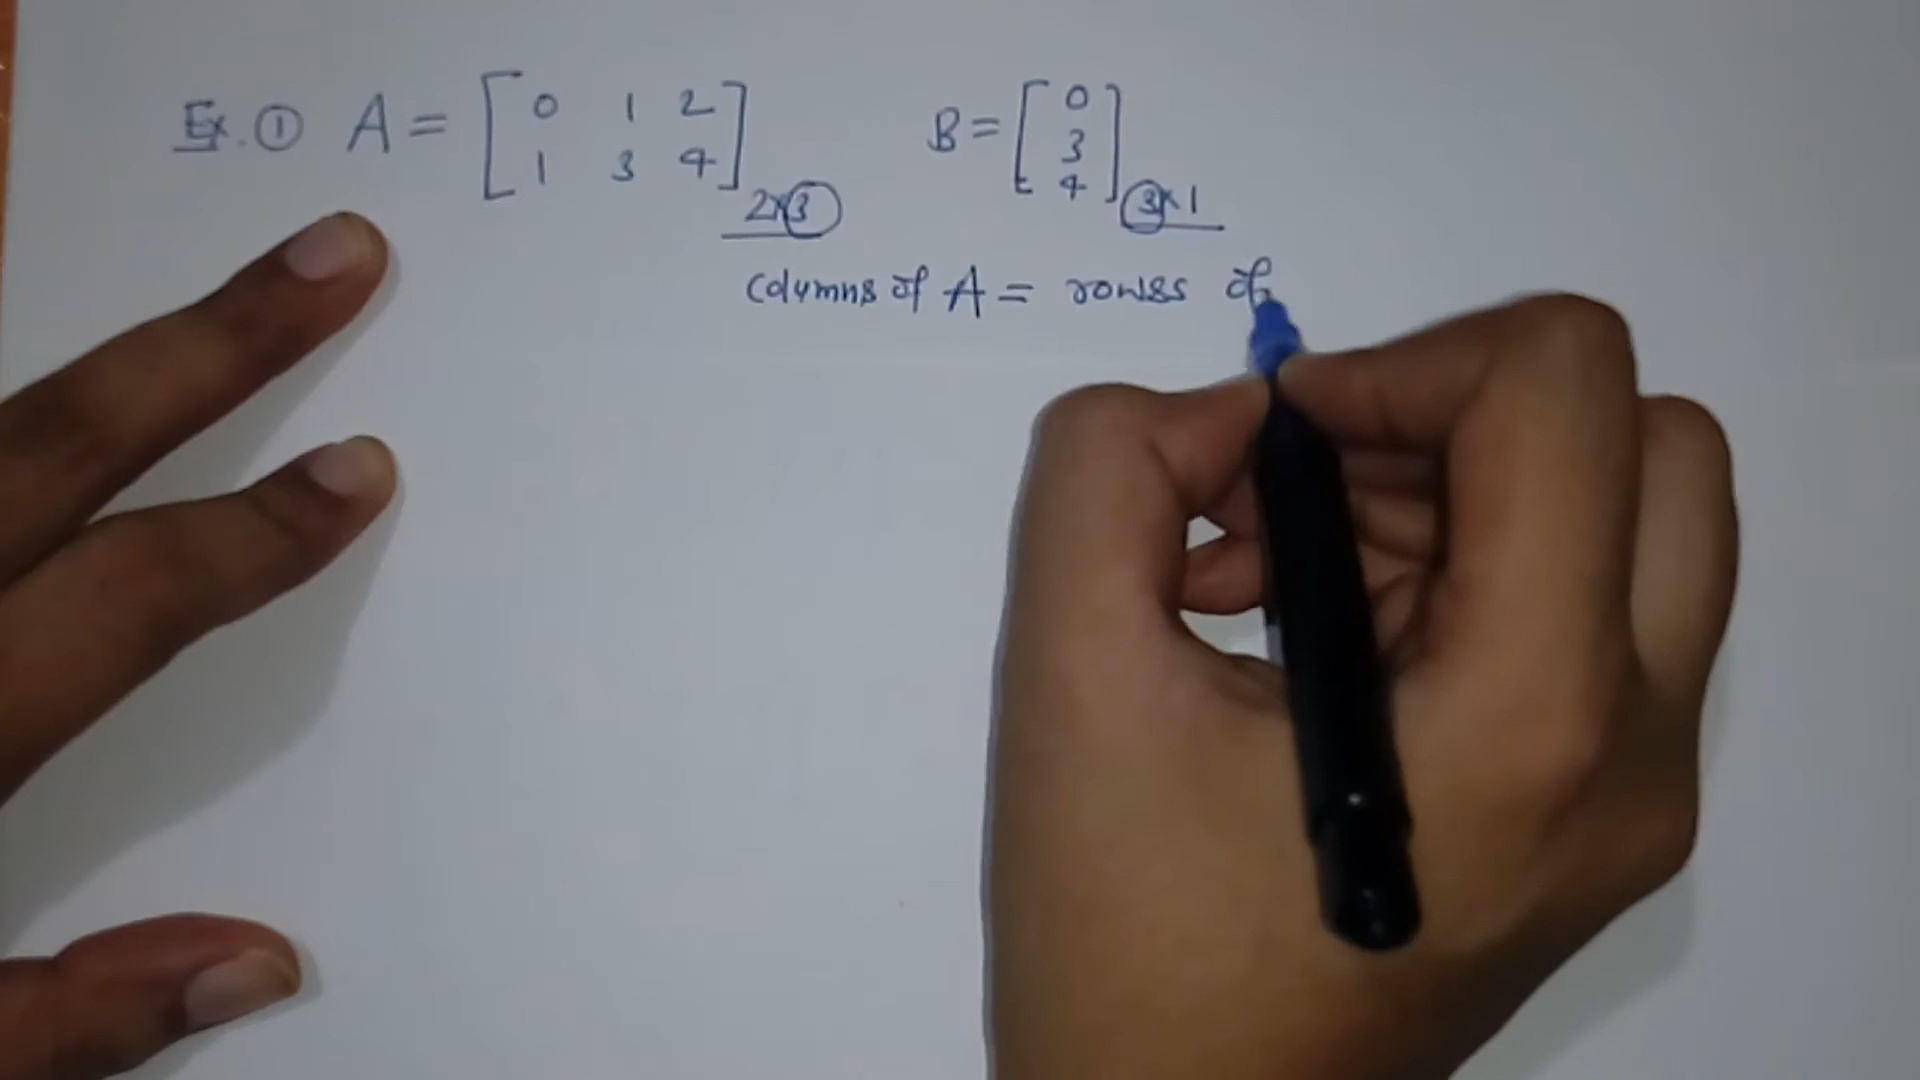 Ex. ① A = [ 0 1 2 B = [ 0
1 3 4 ] 2×3 3
4 ] 3×1
columns of A = rowss of